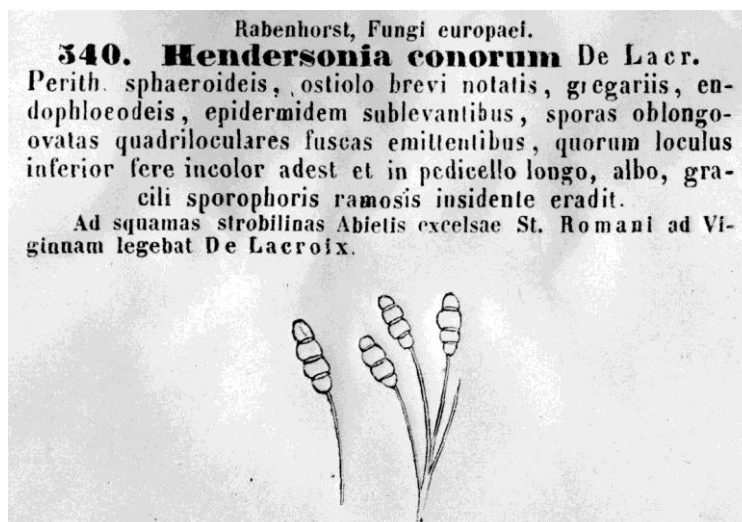 Rabenhorst, Fungi europaei.
540. Hendersonia conorum De Lacr.
Perith. sphaeroideis, ostiolo brevi notatis, gregariis, en-
dophloeodeis, epidermidem sublevantibus, sporas oblongo-
ovatas quadriloculares fuscas emittentibus, quorum loculus
inferior fere incolor adest et in pedicello longo, albo, gra-
cili sporophoris ramosis insidente eradit.
Ad squamas strobilinas Abietis excelsae St. Romani ad Vi-
ginnam legebat De Lacroix.